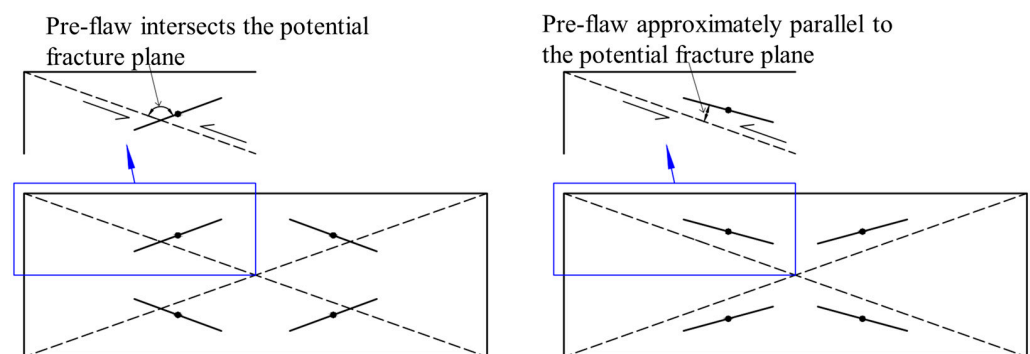 Pre-flaw intersects the potential
fracture plane
Pre-flaw approximately parallel to
the potential fracture plane